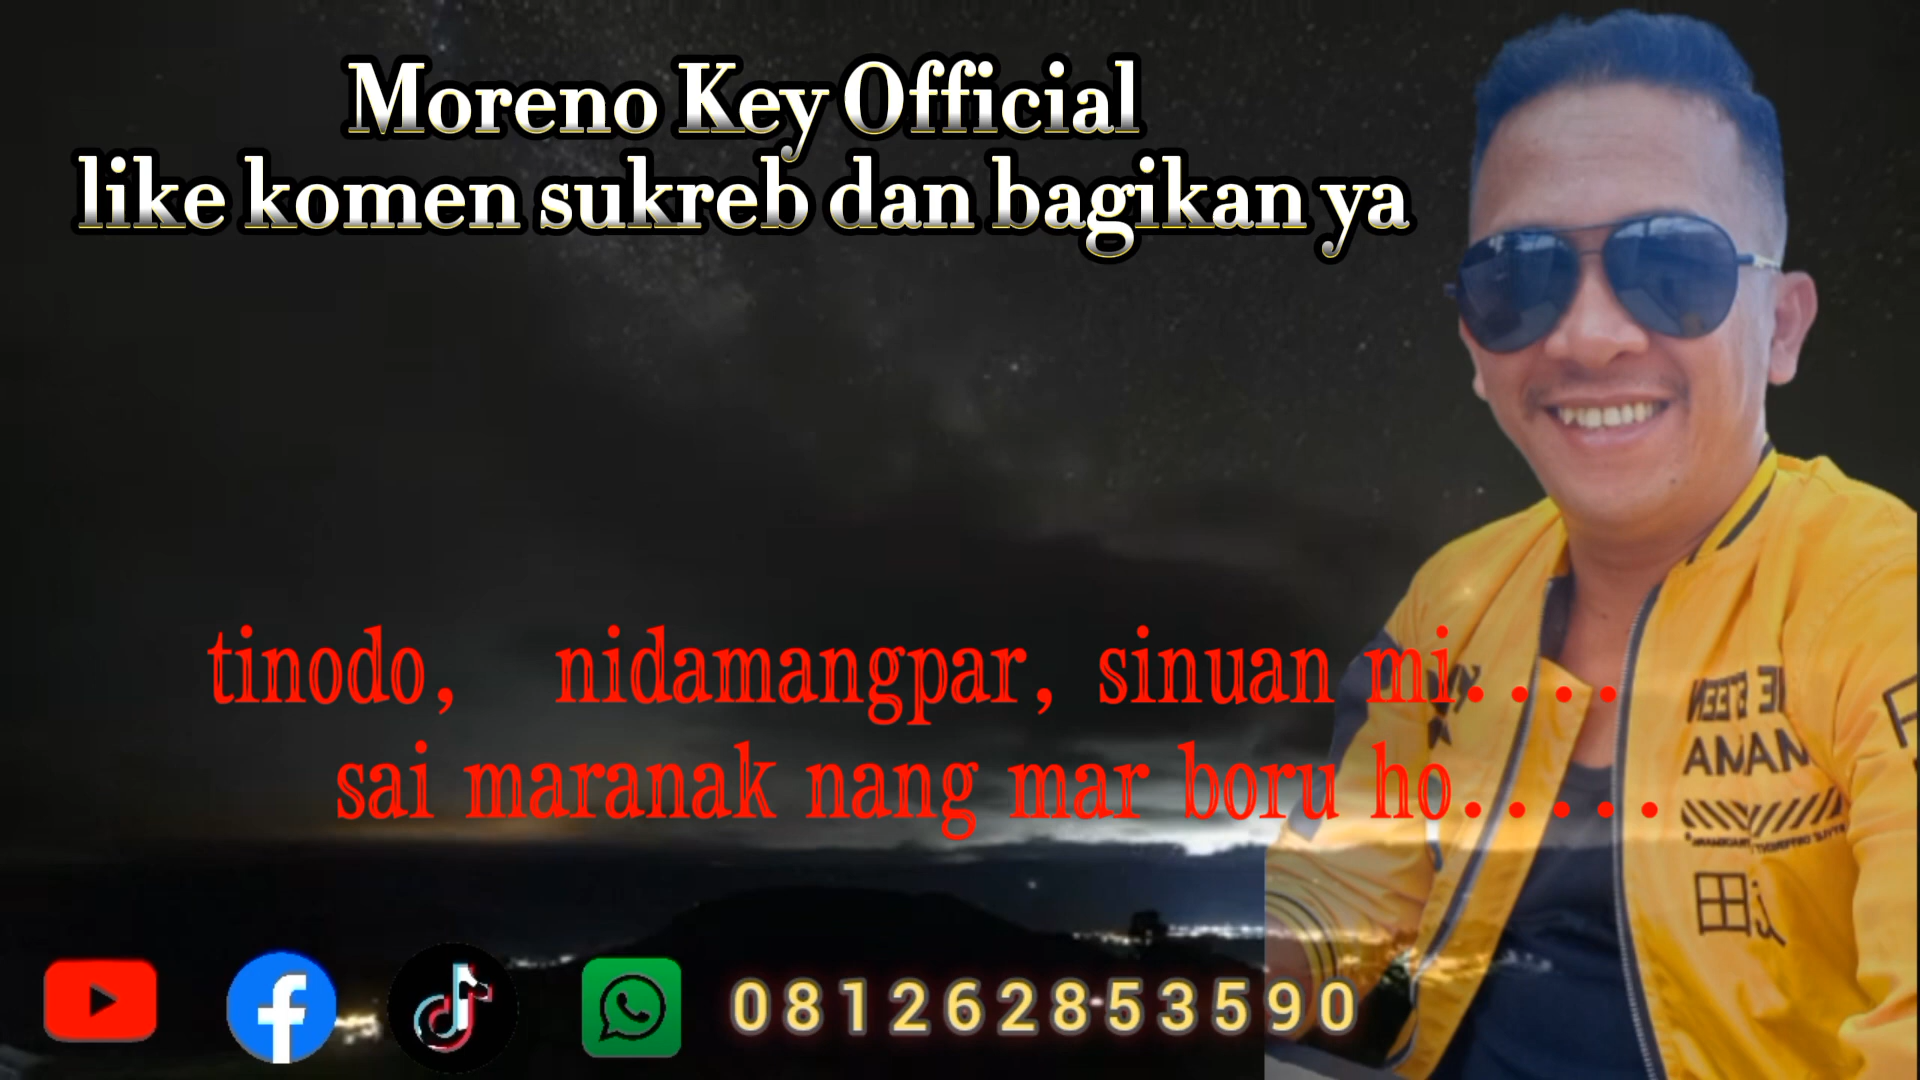 Moreno Key Official
like komen sukreb dan bagikan ya
tinodo, nidamangpar, sinuan mi....
sai maranak nang mar boru ho.....
081262853590